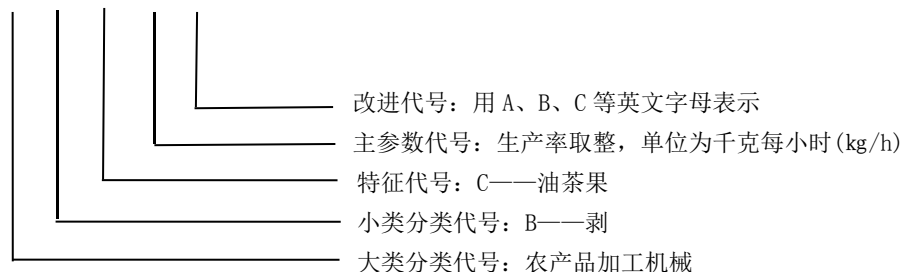 改进代号：用 A、B、C 等英文字母表示
主参数代号：生产率取整，单位为千克每小时(kg/h)
特征代号：C——油茶果
小类分类代号：B——剥
大类分类代号：农产品加工机械